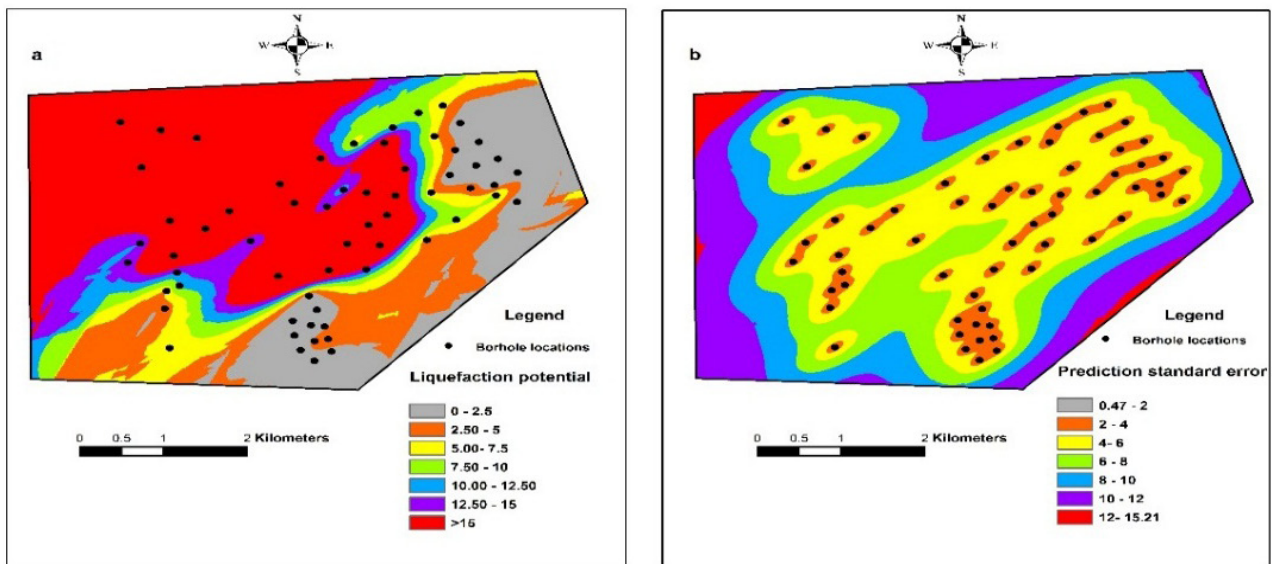 N
W E
S
a
Legend
Borehole locations
Liquefaction potential
0 - 2.5
2.50 - 5
5.00- 7.5
7.50 - 10
10.00 - 12.50
12.50 - 15
>15
0 0.5 1 2 Kilometers
N
W E
S
b
Legend
Borehole locations
Prediction standard error
0.47 - 2
2 - 4
4- 6
6 - 8
8 - 10
10 - 12
12- 15.21
0 0.5 1 2 Kilometers